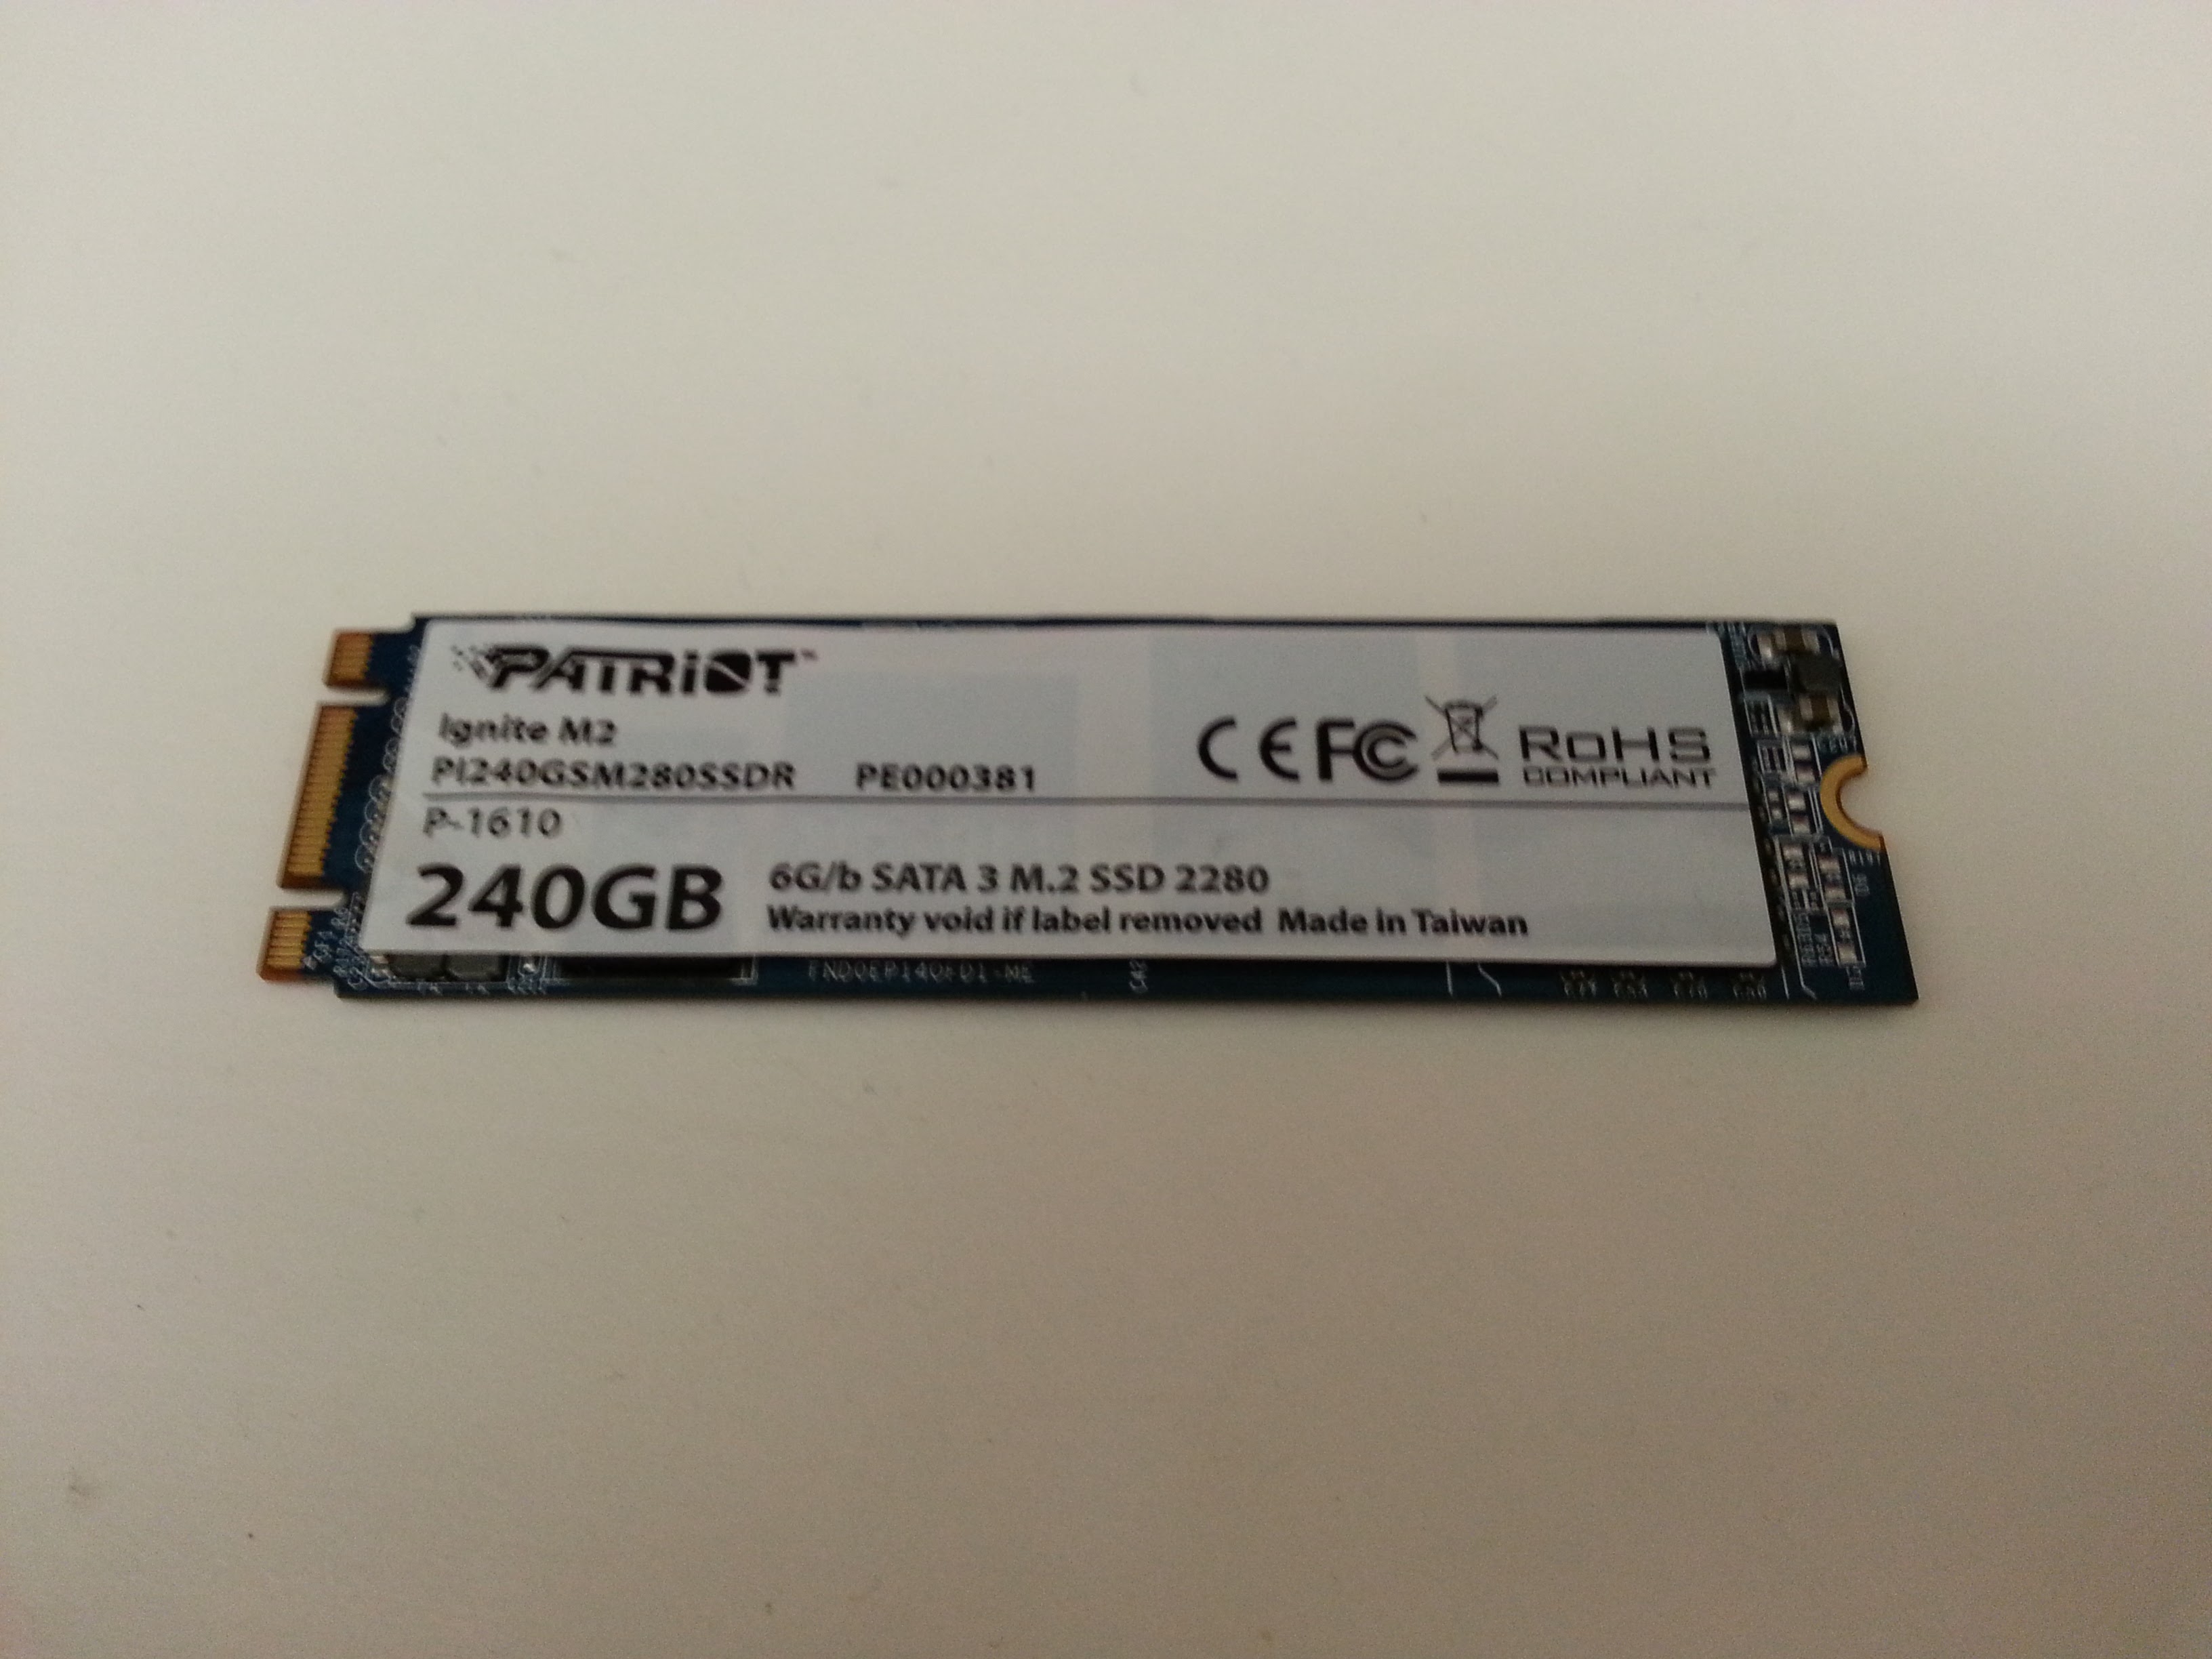 PATRIOT™
Ignite M2
PI240GSM280SSDR PE000381
CE FC RoHS
COMPLIANT
P-1610
240GB
6G/b SATA 3 M.2 SSD 2280
Warranty void if label removed Made in Taiwan